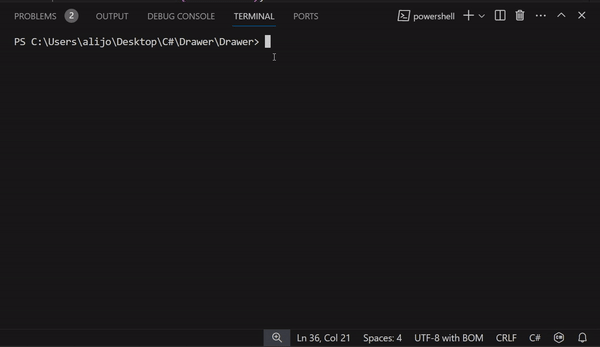 PROBLEMS 2 OUTPUT DEBUG CONSOLE TERMINAL PORTS powershell
PS C:\Users\alijo\Desktop\C#\Drawer\Drawer>
Ln 36, Col 21 Spaces: 4 UTF-8 with BOM CRLF C#